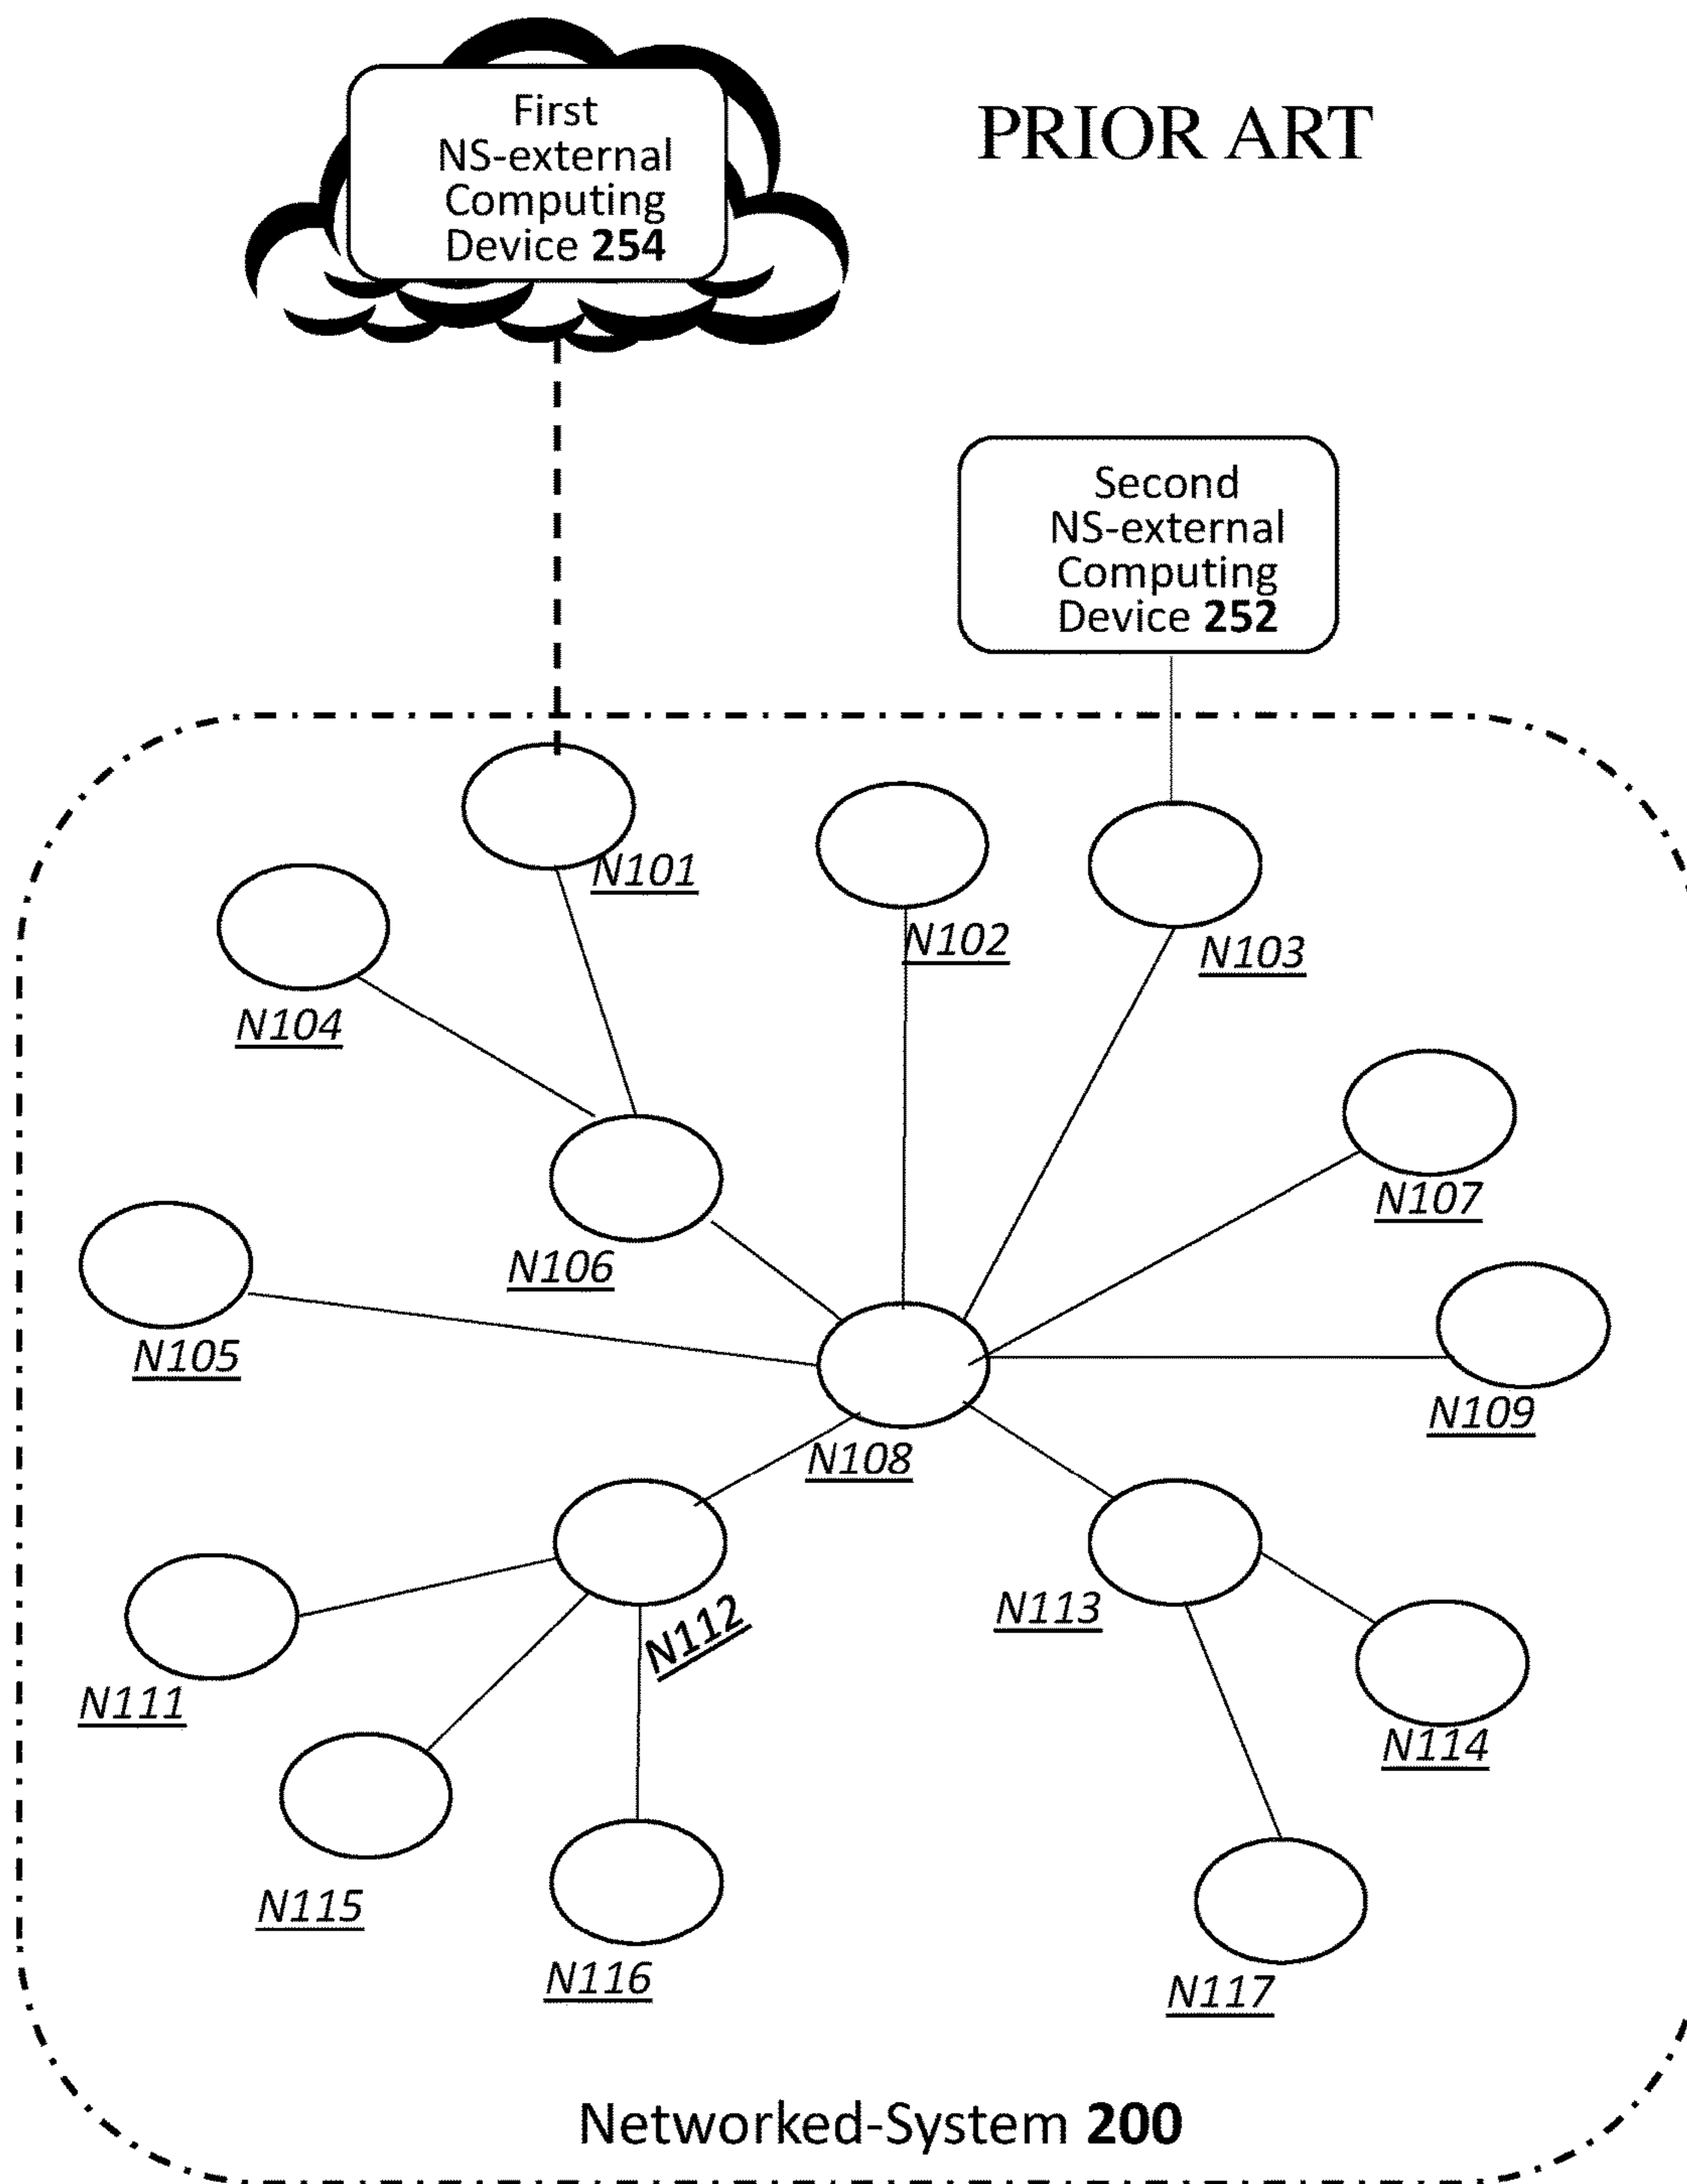 First
NS-external
Computing
Device 254
PRIOR ART
Second
NS-external
Computing
Device 252
N101
N102
N103
N104
N107
N106
N105
N109
N108
N112
N113
N111
N114
N115
N116
N117
Networked-System 200